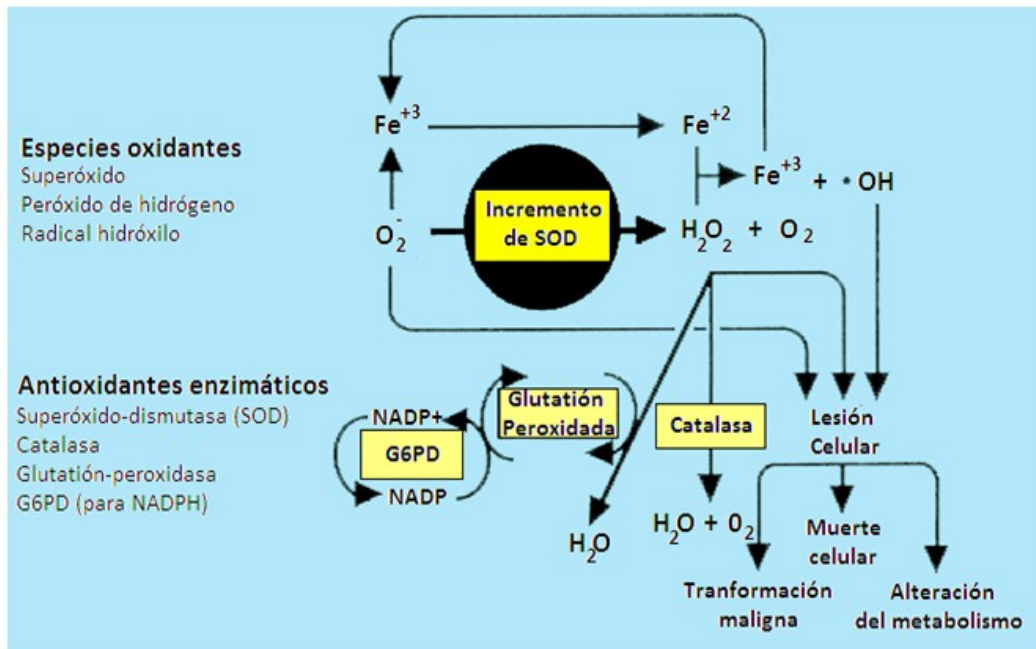 Fe+3
Fe+2
Especies oxidantes
Superóxido
Peróxido de hidrógeno
Radical hidróxilo
Fe+3 + •OH
O2-
Incremento
de SOD
H2O2 + O2
Antioxidantes enzimáticos
Superóxido-dismutasa (SOD)
Catalasa
Glutatión-peroxidasa
G6PD (para NADPH)
NADP+
G6PD
NADP
Glutatión
Peroxidada
Catalasa
Lesión
Celular
H2O
H2O + 02
Muerte
celular
Tranformación
maligna
Alteración
del metabolismo